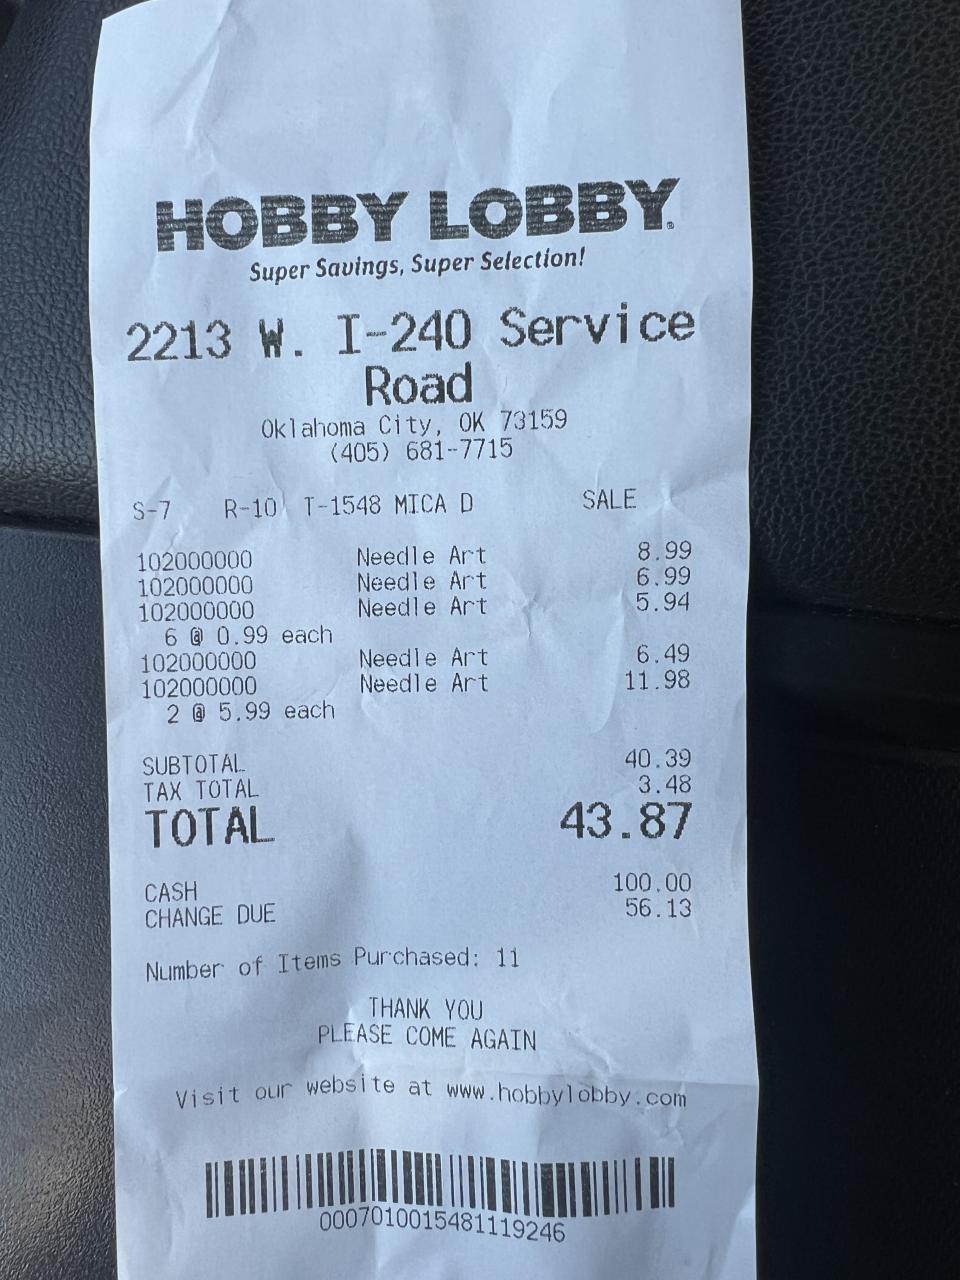 HOBBY LOBBY®
Super Savings, Super Selection!
2213 W. I-240 Service
Road
Oklahoma City, OK 73159
(405) 681-7715
S-7 R-10 T-1548 MICA D SALE
102000000 Needle Art 8.99
102000000 Needle Art 6.99
102000000 Needle Art 5.94
6 @ 0.99 each
102000000 Needle Art 6.49
102000000 Needle Art 11.98
2 @ 5.99 each
SUBTOTAL 40.39
TAX TOTAL 3.48
TOTAL 43.87
CASH 100.00
CHANGE DUE 56.13
Number of Items Purchased: 11
THANK YOU
PLEASE COME AGAIN
Visit our website at www.hobbylobby.com
0007010015481119246